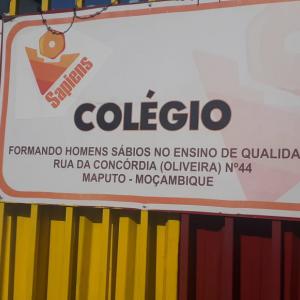 Sapiens
COLÉGIO
FORMANDO HOMENS SÁBIOS NO ENSINO DE QUALIDA
RUA DA CONCÓRDIA (OLIVEIRA) Nº44
MAPUTO - MOÇAMBIQUE